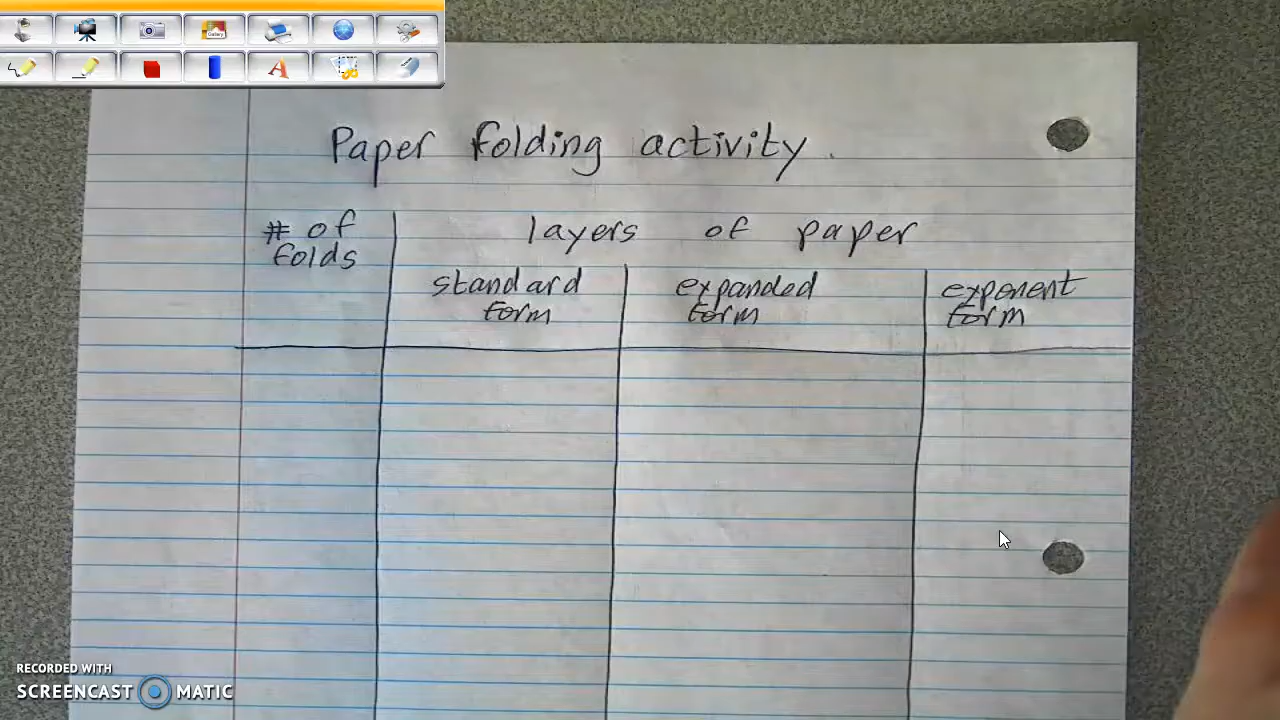 Paper folding activity.
# of folds
layers of paper
standard form
expanded form
exponent form
RECORDED WITH
SCREENCAST MATIC